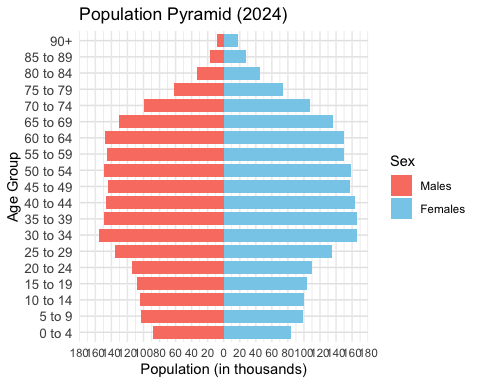 Population Pyramid (2024)
90+
85 to 89
80 to 84
75 to 79
70 to 74
65 to 69
60 to 64
55 to 59
50 to 54
45 to 49
40 to 44
35 to 39
30 to 34
25 to 29
20 to 24
15 to 19
10 to 14
5 to 9
0 to 4
Age Group
180 160 140 120 100 80 60 40 20 0 20 40 60 80 100 120 140 160 180
Population (in thousands)
Sex
Males
Females